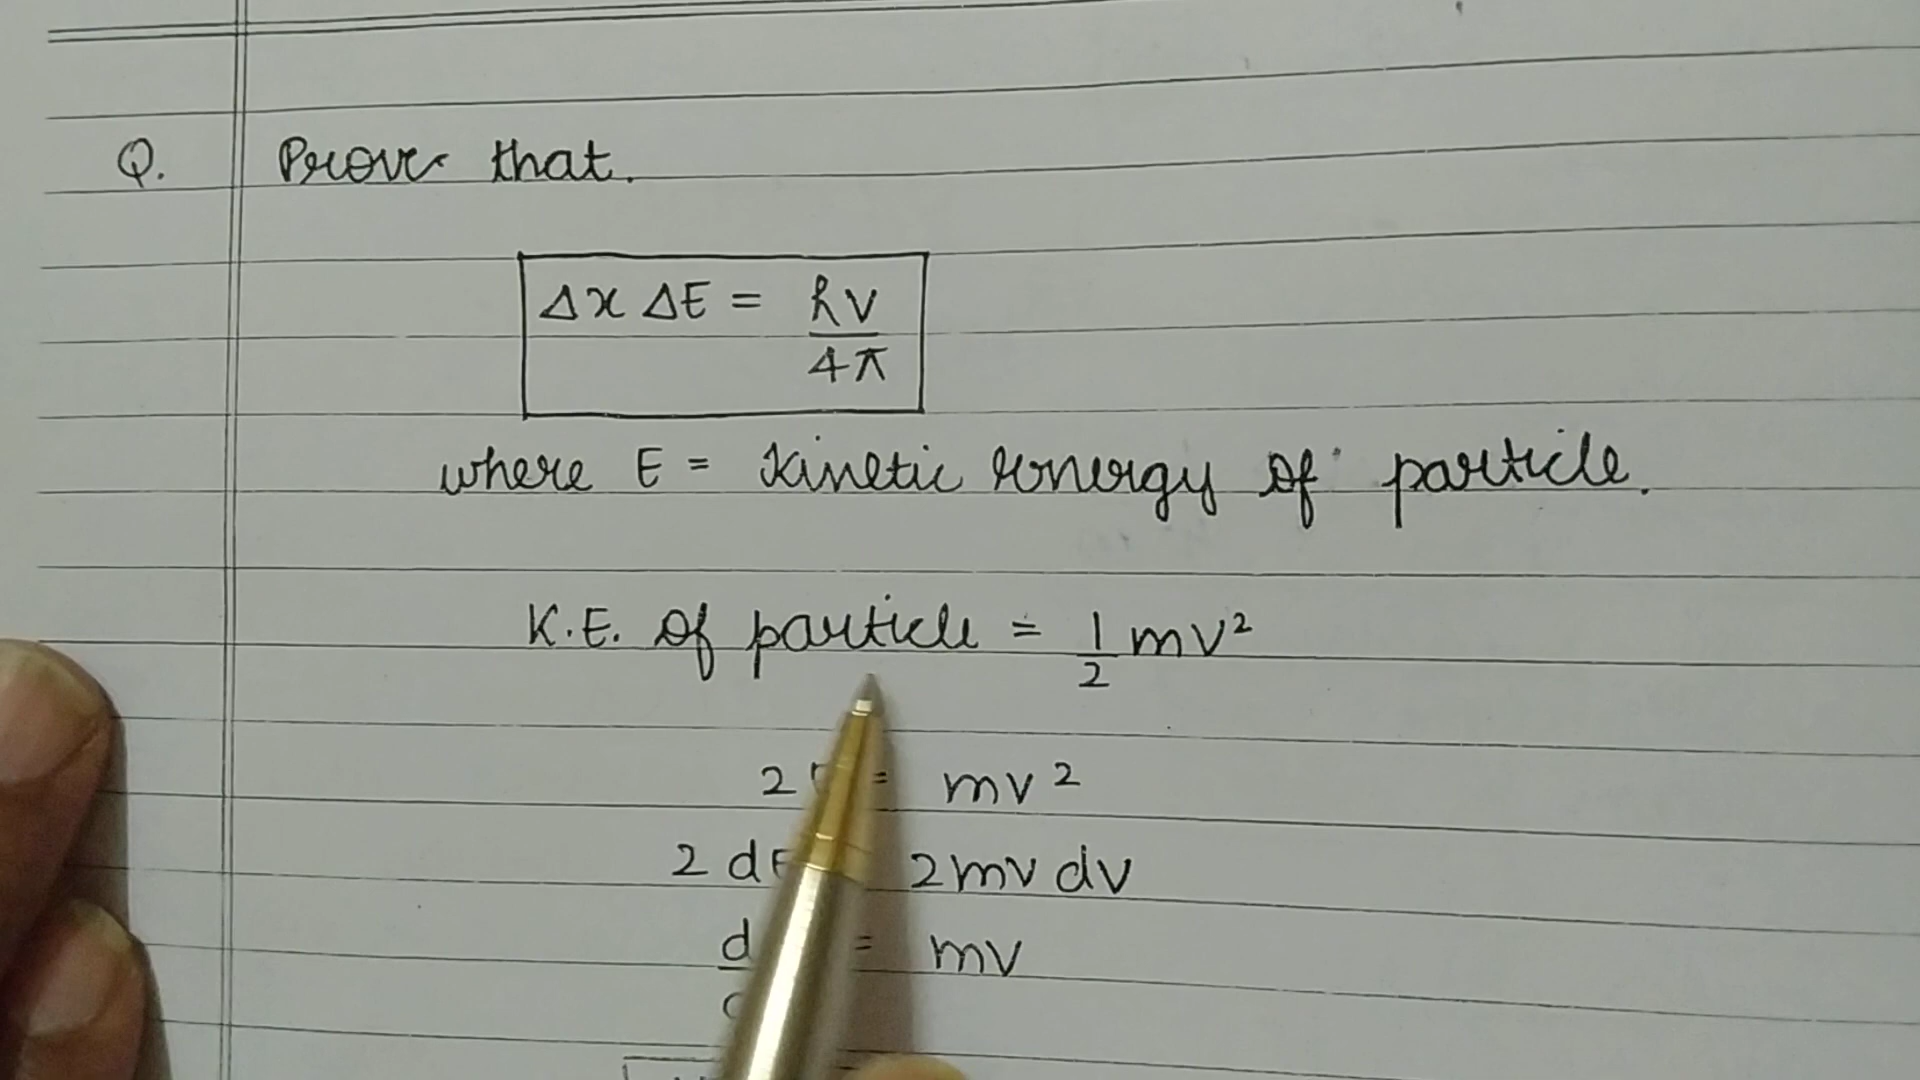 Q. Prove that.
Δx ΔE = hv
4π
where E = kinetic energy of particle.
K.E. of particle = 1/2 mv²
2 = mv²
2 d 2mv dv
d = mv